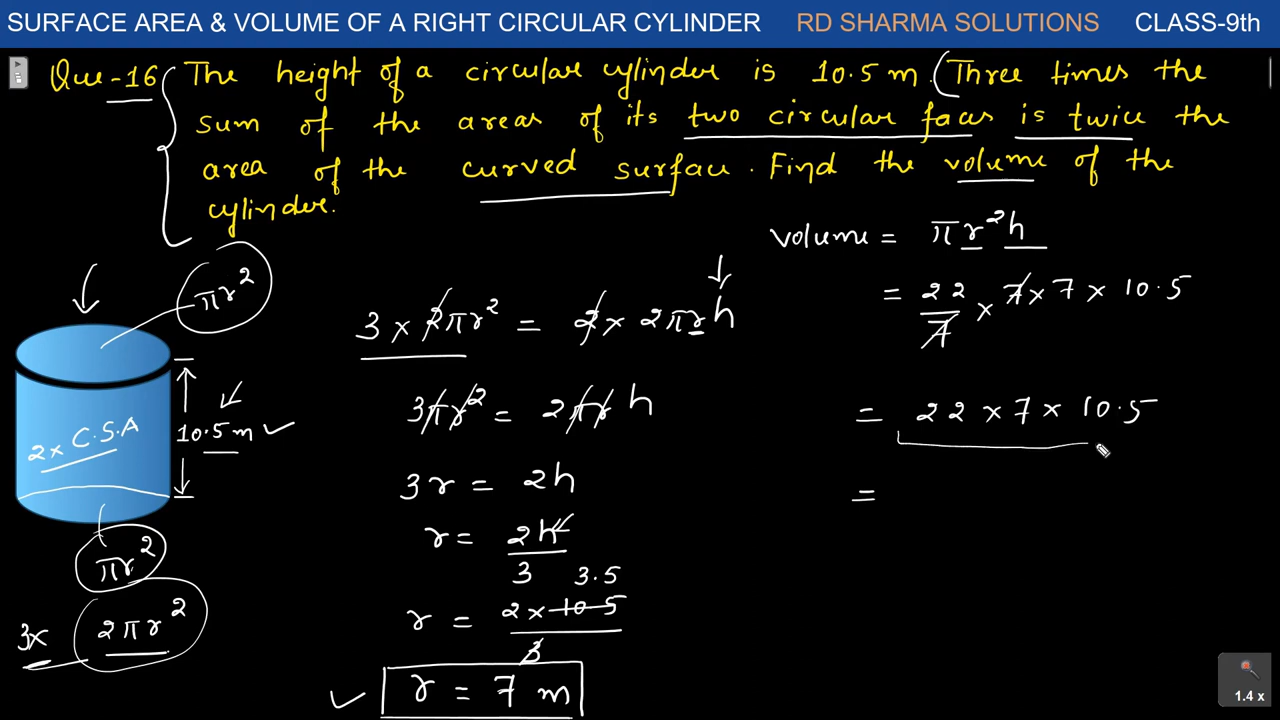 SURFACE AREA & VOLUME OF A RIGHT CIRCULAR CYLINDER RD SHARMA SOLUTIONS CLASS-9th
Que-16 The height of a circular cylinder is 10.5 m. (Three times the
sum of the areas of its two circular faces is twice the
area of the curved surface. Find the volume of the
cylinder.
πr²
2 x C.S.A
10.5 m
πr²
3x 2πr²
3 × 2πr² = 2 × 2πrh
3πr² = 2πr h
3r = 2h
r = 2h/3
3.5
r = 2 × 10.5/3
r = 7 m
Volume = πr²h
= 22/7 × 7 × 7 × 10.5
= 22 × 7 × 10.5
=
1.4 x